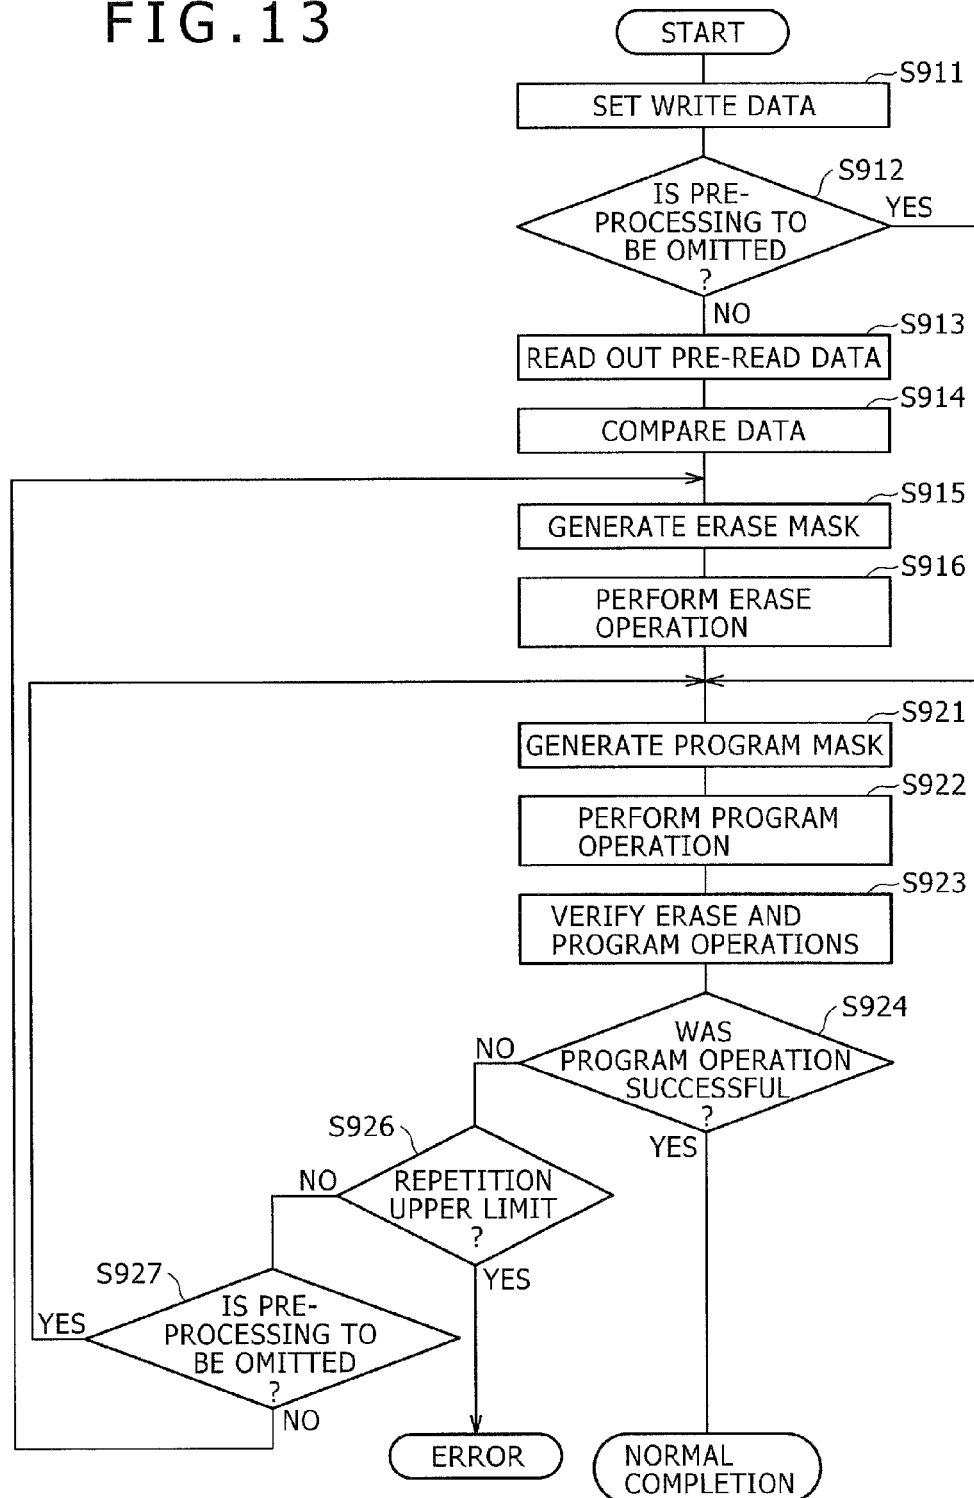 FIG.13
START
S911
SET WRITE DATA
S912
IS PRE-
PROCESSING TO
BE OMITTED
?
YES
NO
S913
READ OUT PRE-READ DATA
S914
COMPARE DATA
S915
GENERATE ERASE MASK
S916
PERFORM ERASE
OPERATION
S921
GENERATE PROGRAM MASK
S922
PERFORM PROGRAM
OPERATION
S923
VERIFY ERASE AND
PROGRAM OPERATIONS
S924
WAS
PROGRAM OPERATION
SUCCESSFUL
?
NO
YES
S926
REPETITION
UPPER LIMIT
?
NO
YES
S927
IS PRE-
PROCESSING TO
BE OMITTED
?
YES
NO
ERROR
NORMAL
COMPLETION